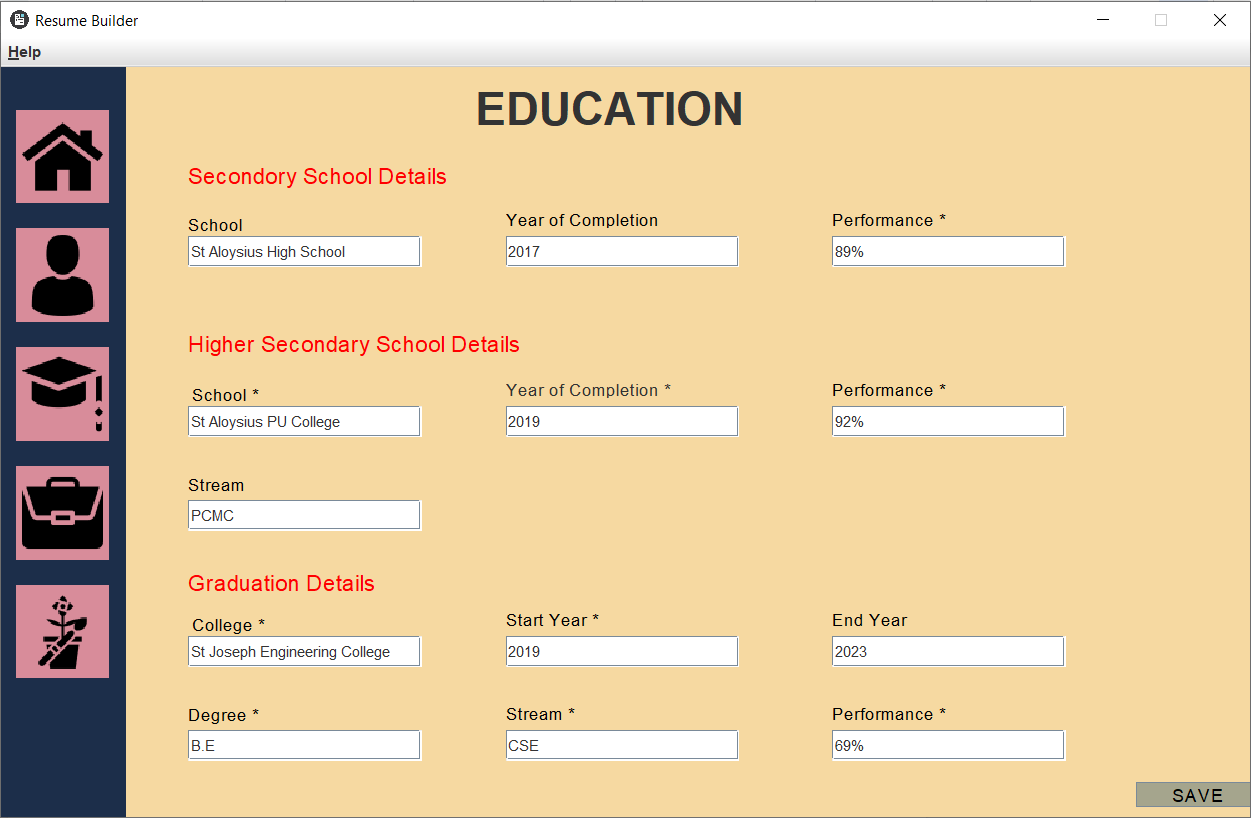 Resume Builder
Help
EDUCATION
Secondory School Details
School
Year of Completion
Performance *
St Aloysius High School
2017
89%
Higher Secondary School Details
School *
Year of Completion *
Performance *
St Aloysius PU College
2019
92%
Stream
PCMC
Graduation Details
College *
Start Year *
End Year
St Joseph Engineering College
2019
2023
Degree *
Stream *
Performance *
B.E
CSE
69%
SAVE